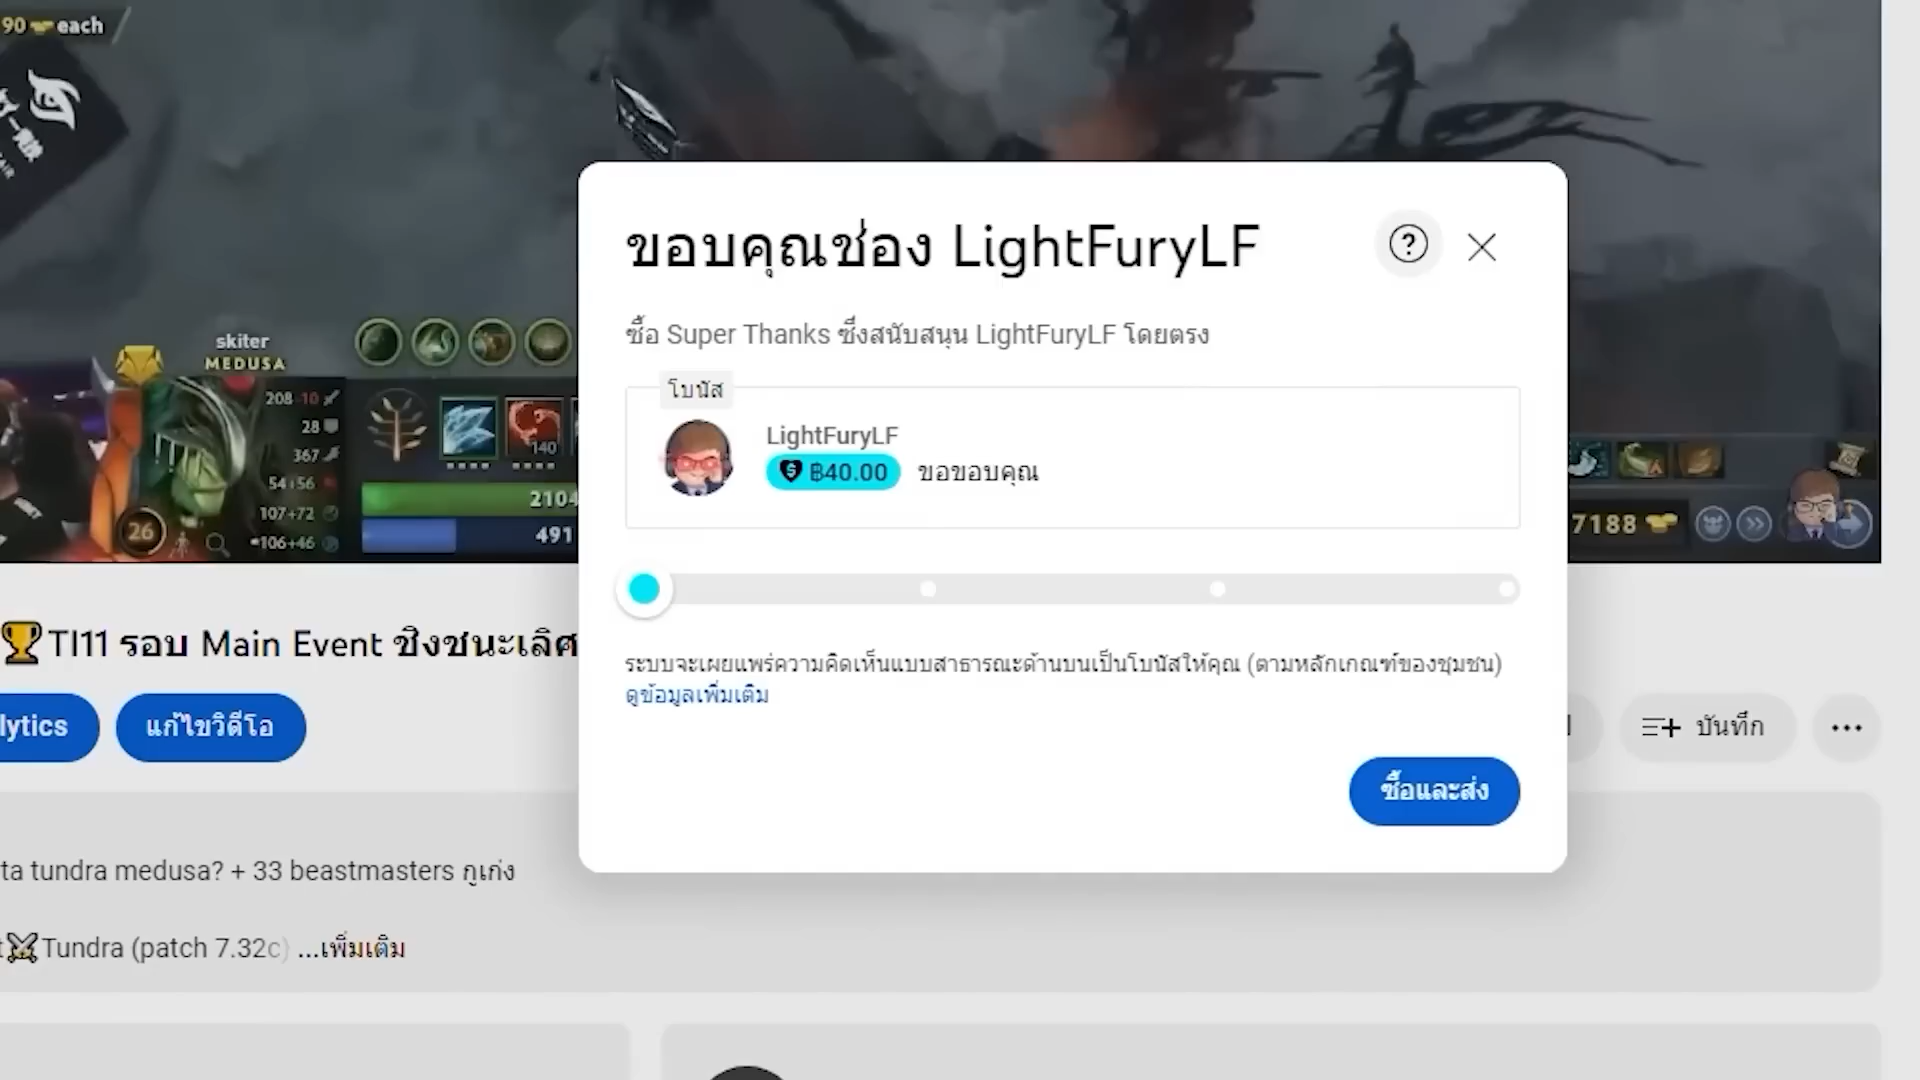 90 each
skiter
MEDUSA
208-10
28
367
54+56
107+72
106+46
26
140
2104
491
7188
ขอบคุณช่อง LightFuryLF
ซื้อ Super Thanks ซึ่งสนับสนุน LightFuryLF โดยตรง
โบนัส
LightFuryLF
฿40.00 ขอขอบคุณ
ระบบจะเผยแพร่ความคิดเห็นแบบสาธารณะด้านบนเป็นโบนัสให้คุณ (ตามหลักเกณฑ์ของชุมชน)
ดูข้อมูลเพิ่มเติม
ซื้อและส่ง
🏆TI11 รอบ Main Event ชิงชนะเลิศ
lytics
แก้ไขวิดีโอ
บันทึก
ta tundra medusa? + 33 beastmasters กูเก่ง
t⚔Tundra (patch 7.32c) ...เพิ่มเติม